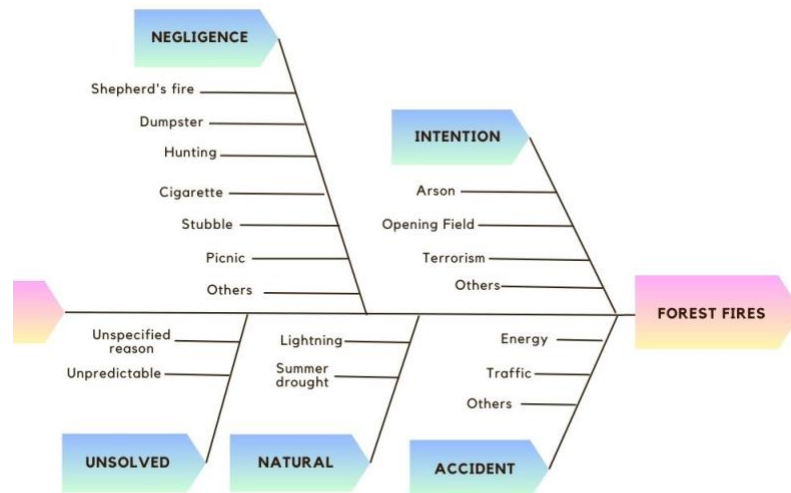 NEGLIGENCE
Shepherd's fire
Dumpster
Hunting
Cigarette
Stubble
Picnic
Others
INTENTION
Arson
Opening Field
Terrorism
Others
FOREST FIRES
Unspecified
reason
Unpredictable
UNSOLVED
Lightning
Summer
drought
NATURAL
Energy
Traffic
Others
ACCIDENT